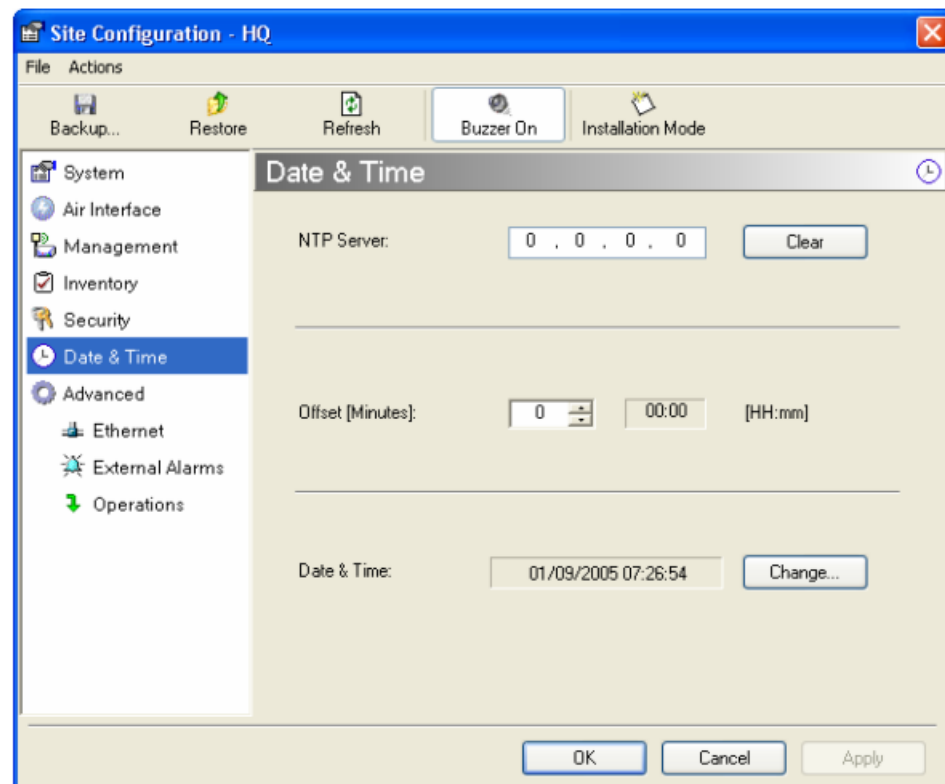 Site Configuration - HQ
File Actions
Backup... Restore Refresh Buzzer On Installation Mode
System
Air Interface
Management
Inventory
Security
Date & Time
Advanced
Ethernet
External Alarms
Operations
Date & Time
NTP Server: 0 . 0 . 0 . 0 Clear
Offset [Minutes]: 0 00:00 [HH:mm]
Date & Time: 01/09/2005 07:26:54 Change...
OK Cancel Apply